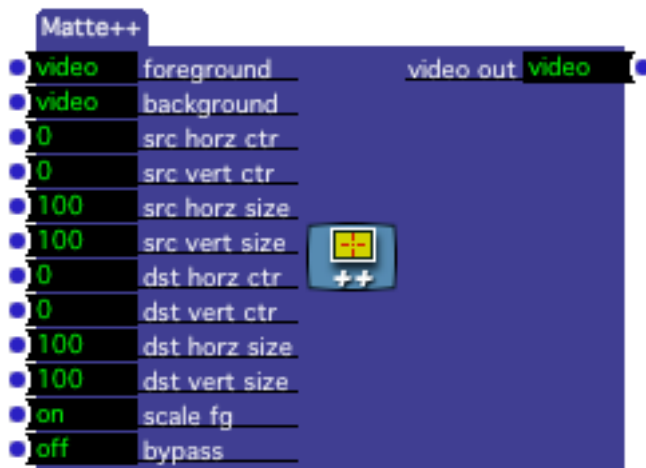 Matte++
video foreground video out video
video background
0 src horz ctr
0 src vert ctr
100 src horz size
100 src vert size
0 dst horz ctr
0 dst vert ctr
100 dst horz size
100 dst vert size
on scale fg
off bypass
++